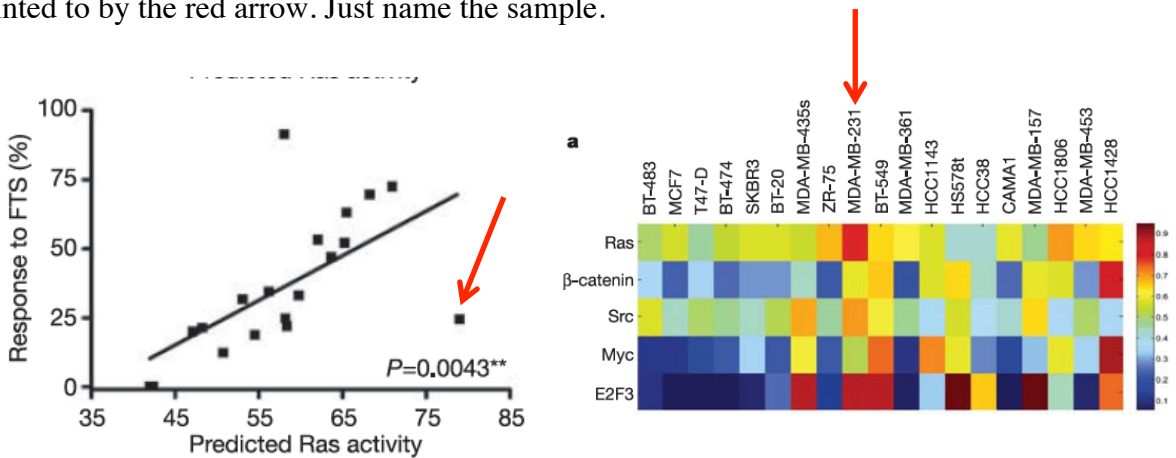 nted to by the red arrow. Just name the sample.
Predicted Ras activity
100
75
50
25
0
Response to FTS (%)
P=0.0043**
35 45 55 65 75 85
Predicted Ras activity
a
BT-483
MCF7
T47-D
BT-474
SKBR3
BT-20
MDA-MB-435s
ZR-75
MDA-MB-231
BT-549
MDA-MB-361
HCC1143
HS578t
HCC38
CAMA1
MDA-MB-157
HCC1806
MDA-MB-453
HCC1428
Ras
β-catenin
Src
Myc
E2F3
0.9
0.8
0.7
0.6
0.5
0.4
0.3
0.2
0.1